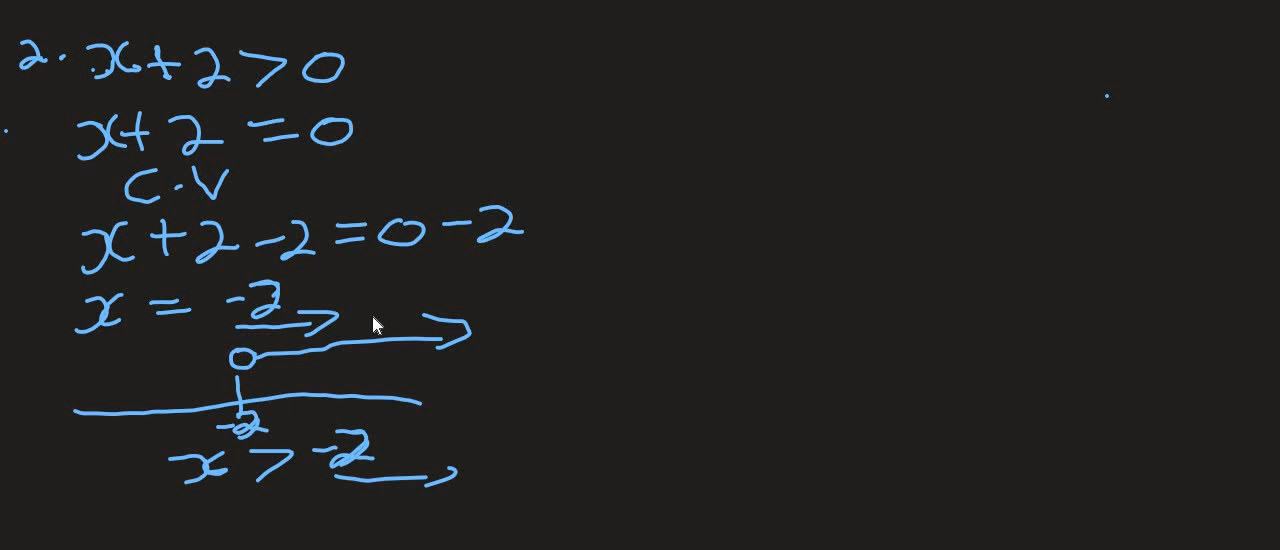 2. x+2>0
x+2=0
C.V
x+2-2=0-2
x = -2
-2
x > -2